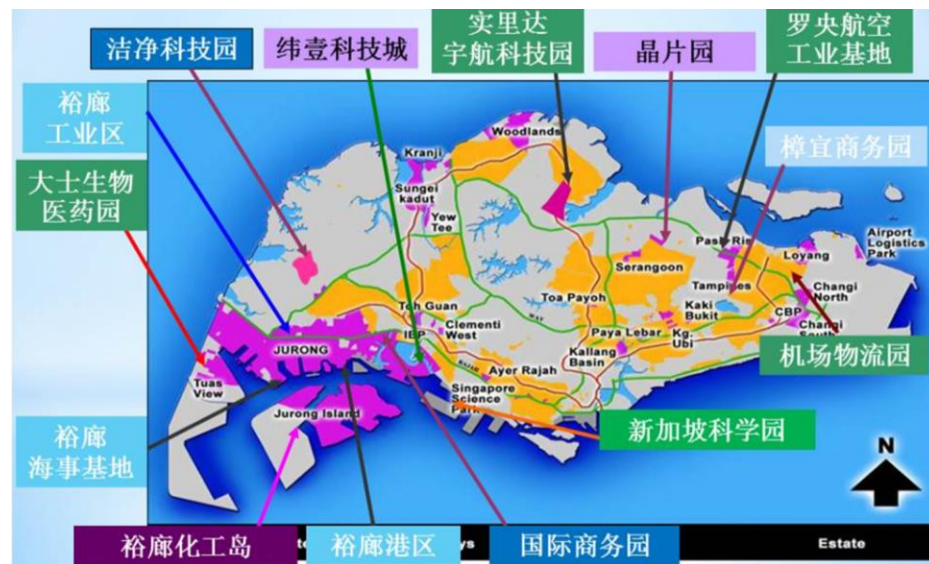 洁净科技园
纬壹科技城
实里达
宇航科技园
晶片园
罗央航空
工业基地
裕廊
工业区
大士生物
医药园
樟宜商务园
Woodlands
Kranji
Sungei
kadut
Yew
Tee
Pasir Ris
Airport
Logistics
Park
Loyang
Serangoon
Tampines
Changi
North
Toa Payoh
Kaki
Bukit
CBP
Changi
South
Teh Guan
IBP
Clementi
West
Paya Lebar
Kg.
Ubi
Kallang
Basin
JURONG
Ayer Rajah
机场物流园
Tuas
View
Singapore
Science
Park
Jurong Island
新加坡科学园
裕廊
海事基地
N
裕廊化工岛
裕廊港区
国际商务园
Estate